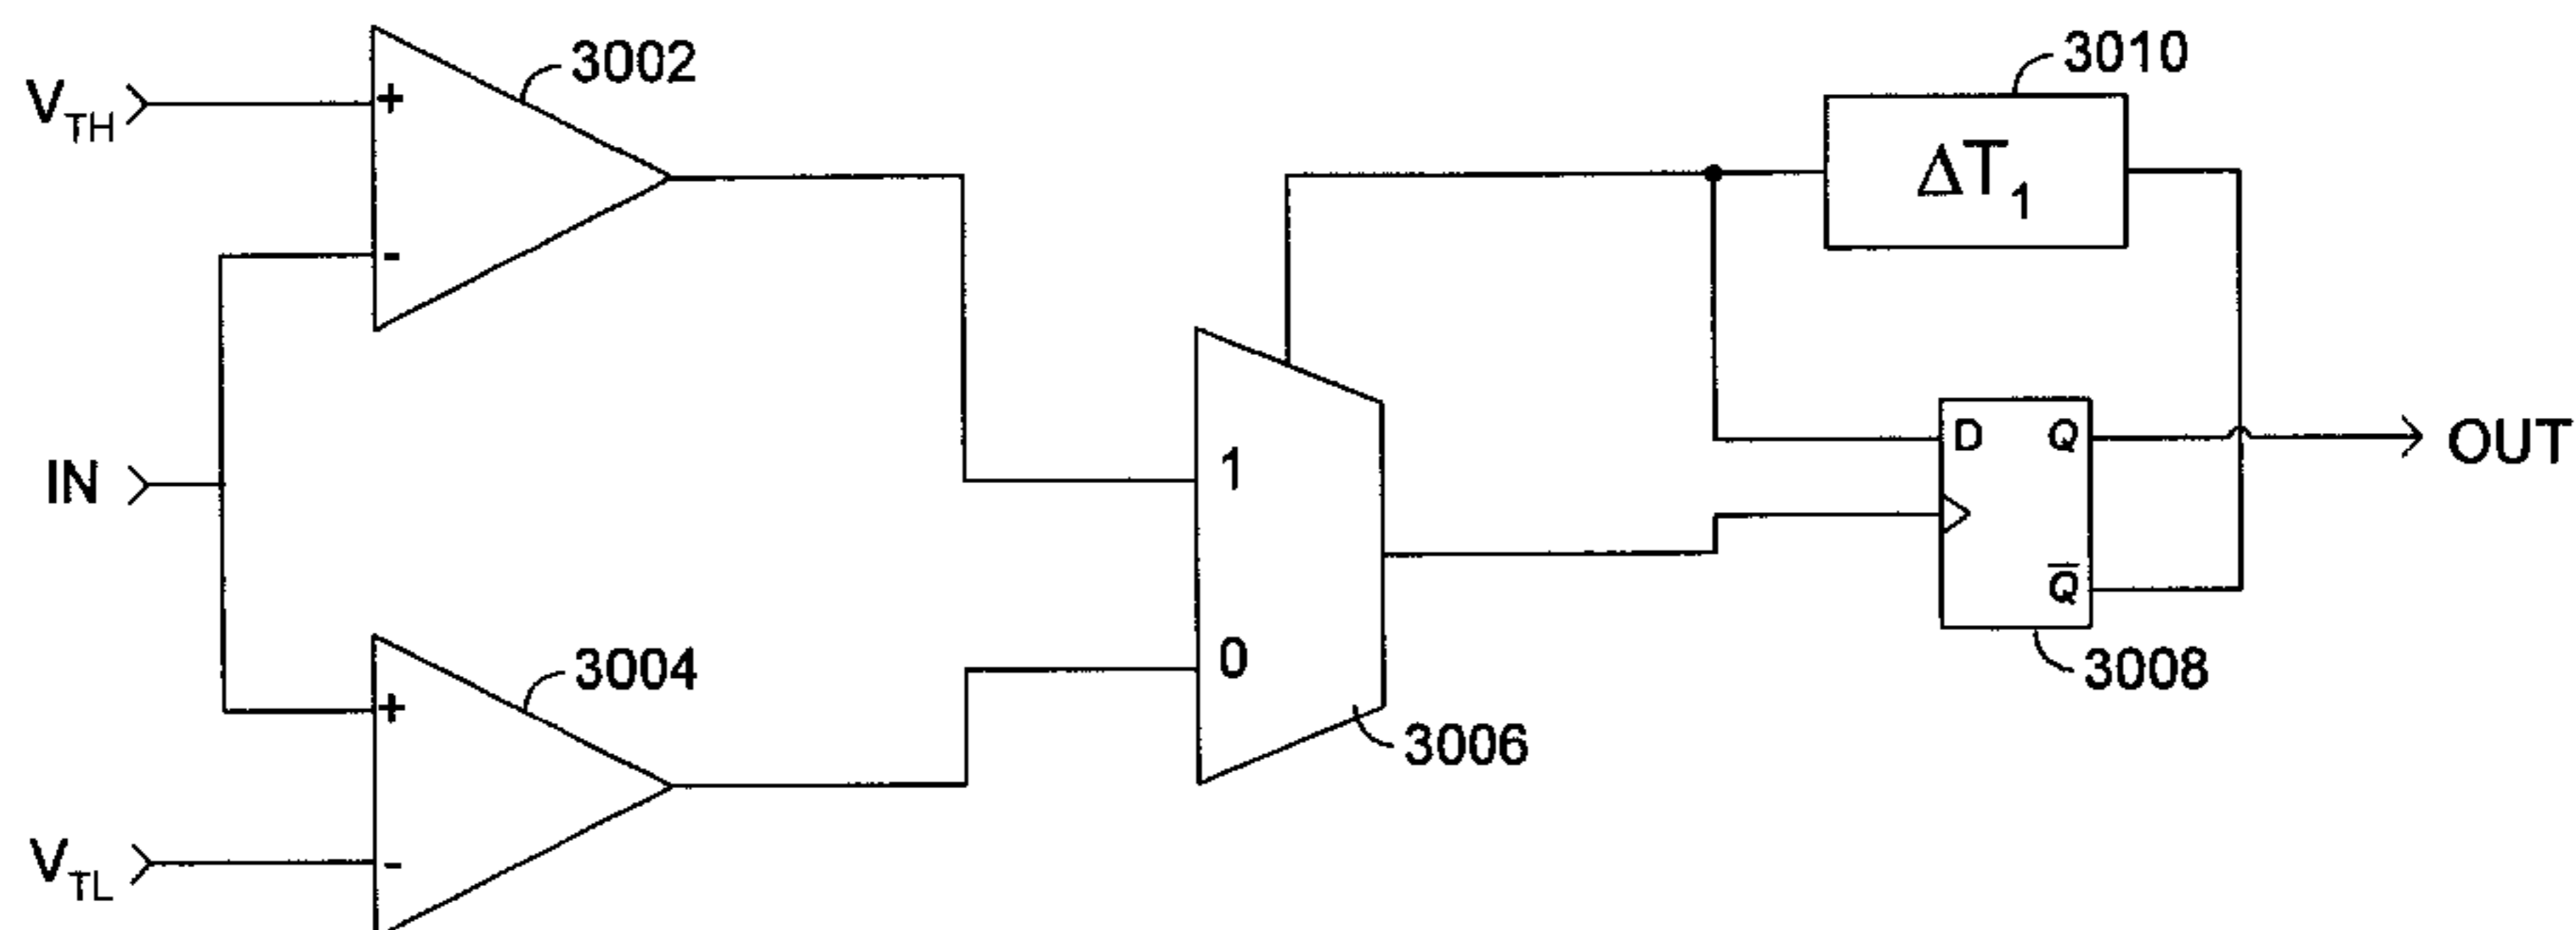 3002
3010
V_TH
+
ΔT_1
-
IN
1
D
Q
OUT
0
Q̅
3004
3008
+
3006
V_TL
-